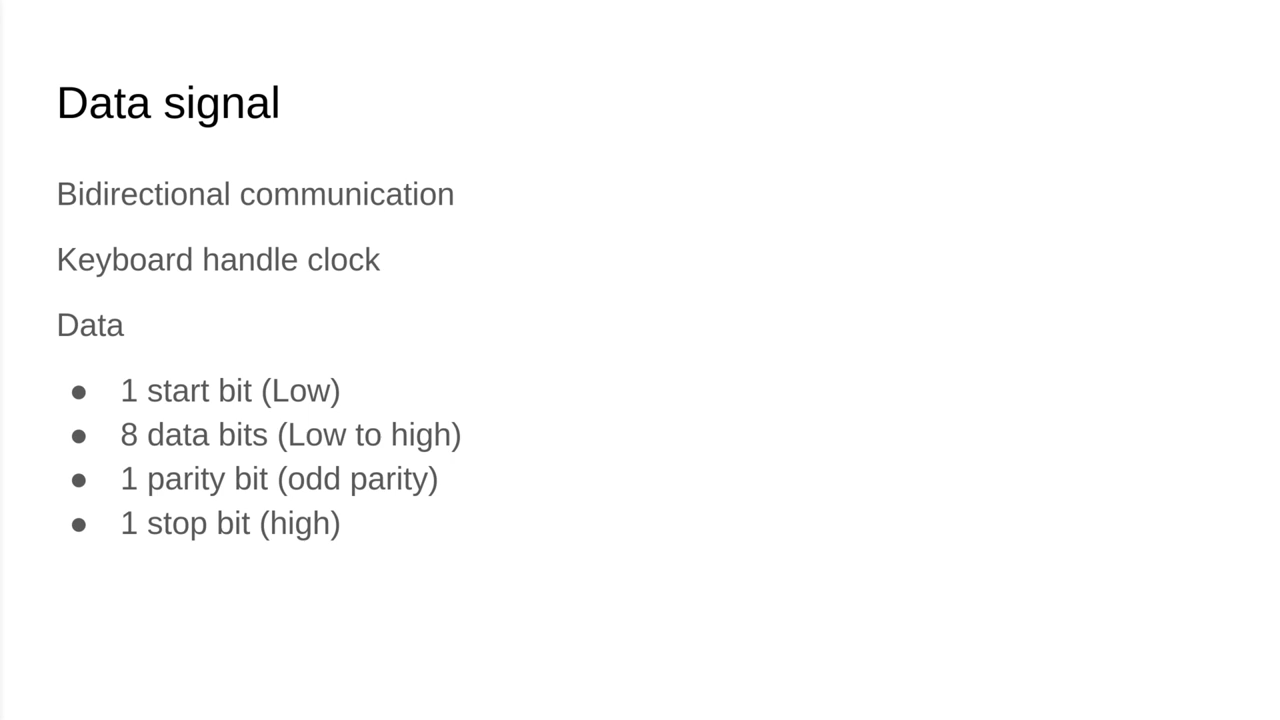 Data signal
Bidirectional communication
Keyboard handle clock
Data
● 1 start bit (Low)
● 8 data bits (Low to high)
● 1 parity bit (odd parity)
● 1 stop bit (high)